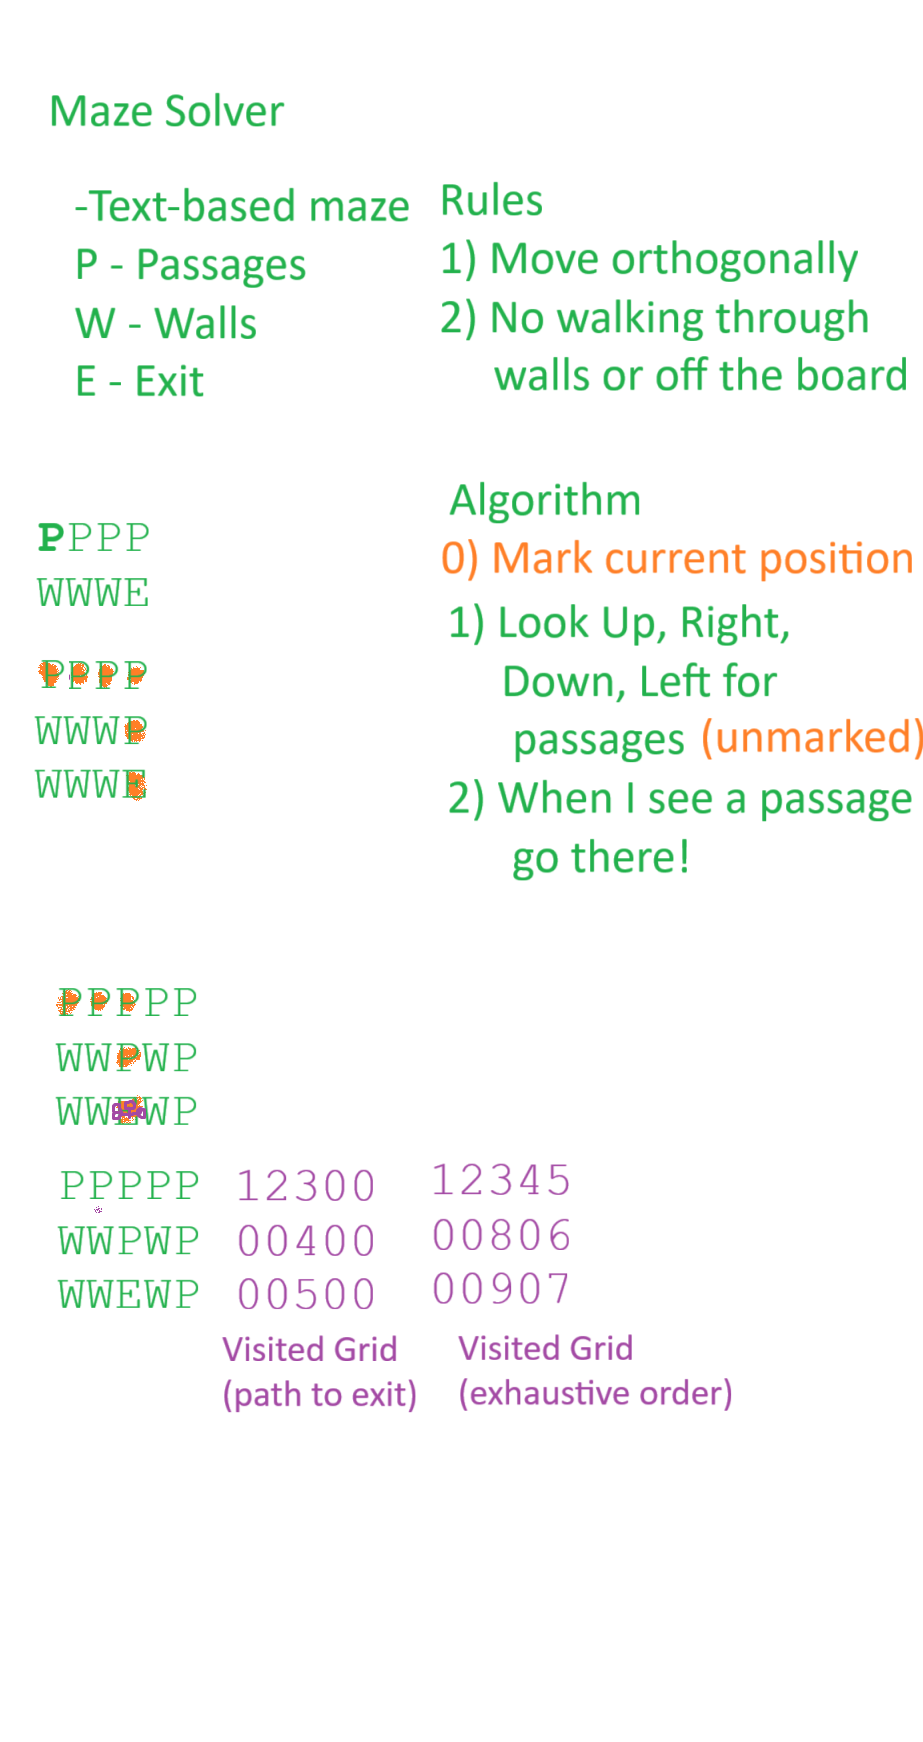 Maze Solver
-Text-based maze
P - Passages
W - Walls
E - Exit
Rules
1) Move orthogonally
2) No walking through
walls or off the board
Algorithm
0) Mark current position
1) Look Up, Right,
Down, Left for
passages (unmarked)
2) When I see a passage
go there!
PPPP
WWWE
PPPP
WWWP
WWWE
PPPPP
WWPWP
WWEWP
PPPPP
WWPWP
WWEWP
12300
00400
00500
Visited Grid
(path to exit)
12345
00806
00907
Visited Grid
(exhaustive order)